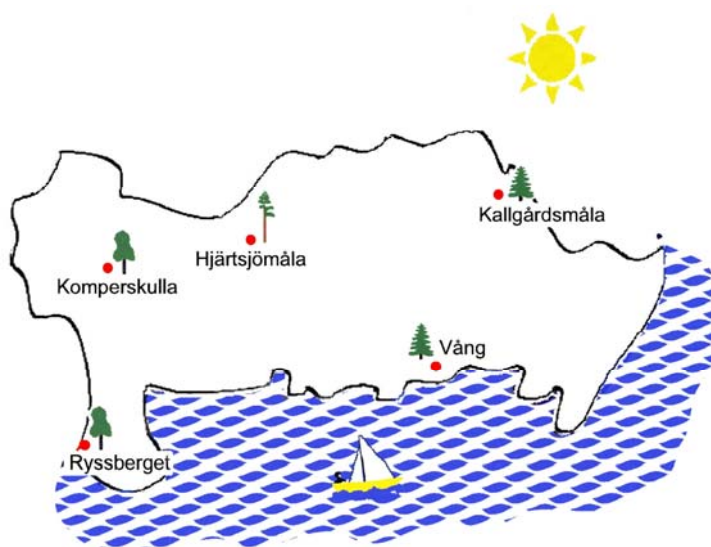 Kallgårdsmåla
Hjärtsjömåla
Komperskulla
Vång
Ryssberget